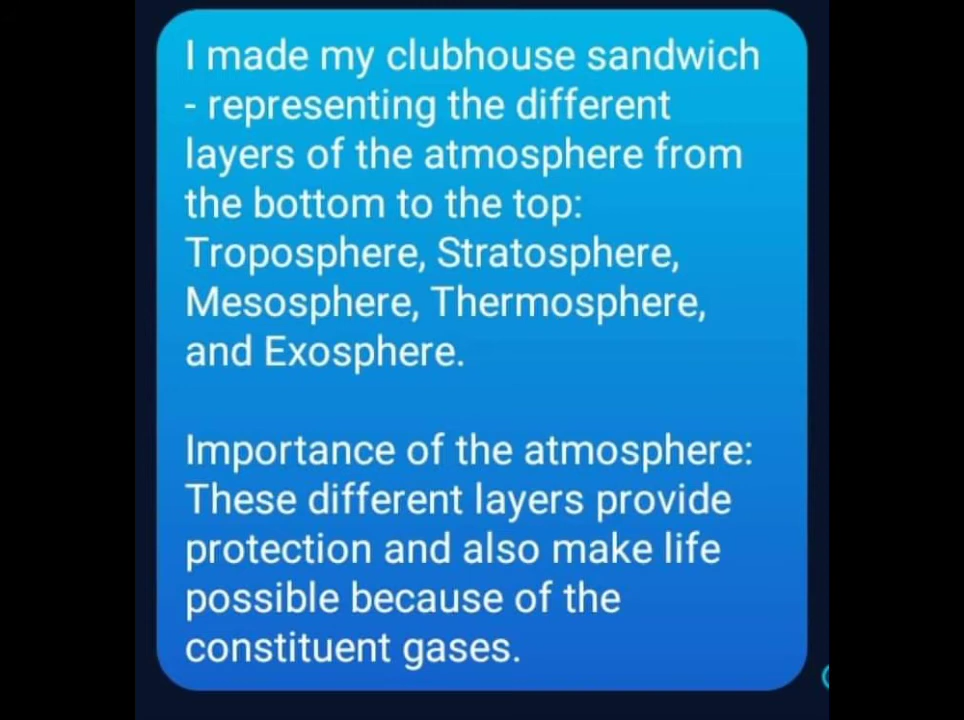 I made my clubhouse sandwich
- representing the different
layers of the atmosphere from
the bottom to the top:
Troposphere, Stratosphere,
Mesosphere, Thermosphere,
and Exosphere.
Importance of the atmosphere:
These different layers provide
protection and also make life
possible because of the
constituent gases.